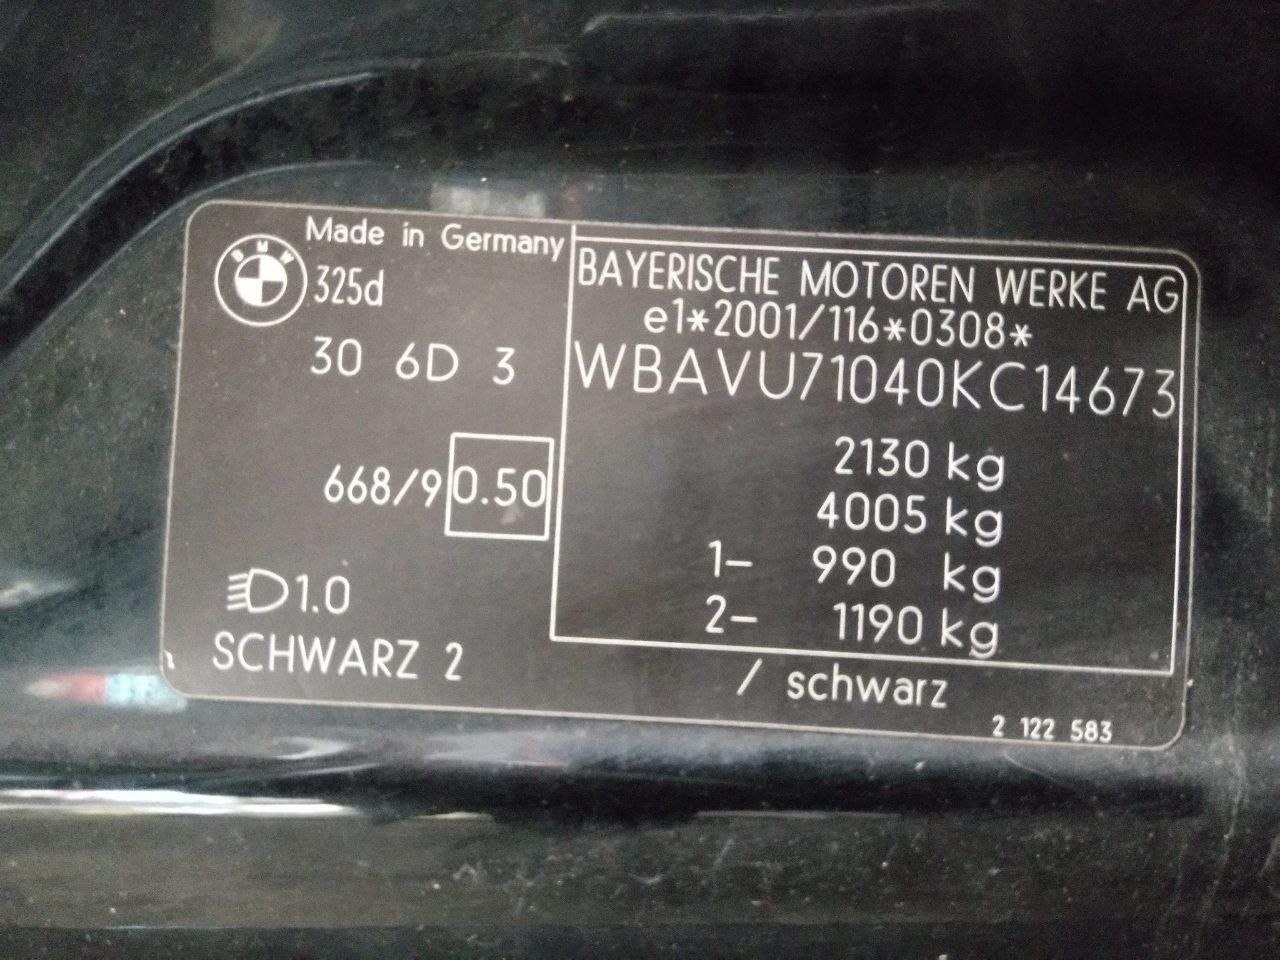 Made in Germany
BMW
325d
30 6D 3
668/9 0.50
1.0
SCHWARZ 2
BAYERISCHE MOTOREN WERKE AG
e1*2001/116*0308*
WBAVU71040KC14673
2130 kg
4005 kg
1- 990 kg
2- 1190 kg
/ schwarz
2 122 583